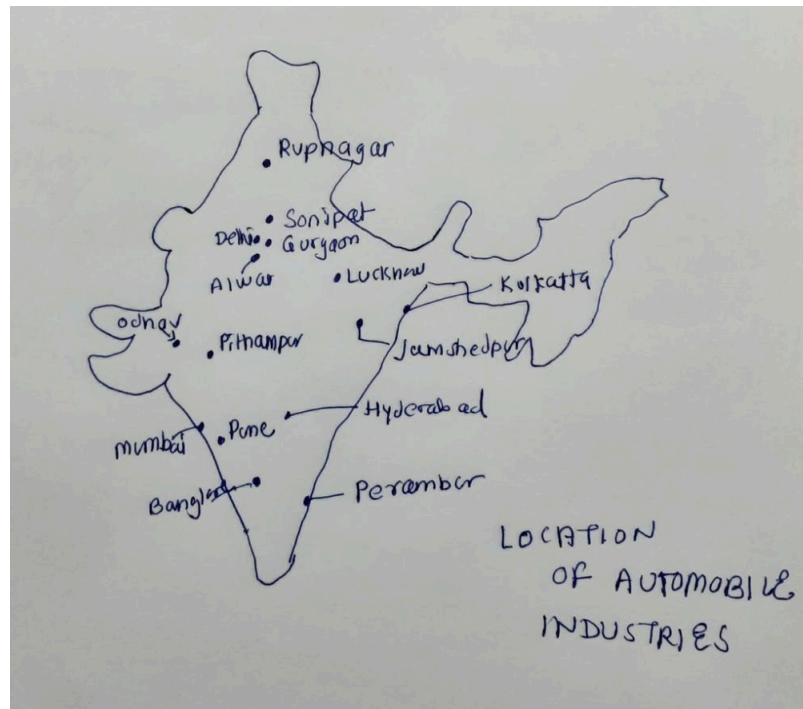 Rupnagar
Sonipat
Delhi
Gurgaon
Alwar
Lucknow
Kolkatta
odhav
Pithampur
Jamshedpur
Hyderabad
Mumbai
Pune
Banglore
Perambur
LOCATION
OF AUTOMOBILE
INDUSTRIES